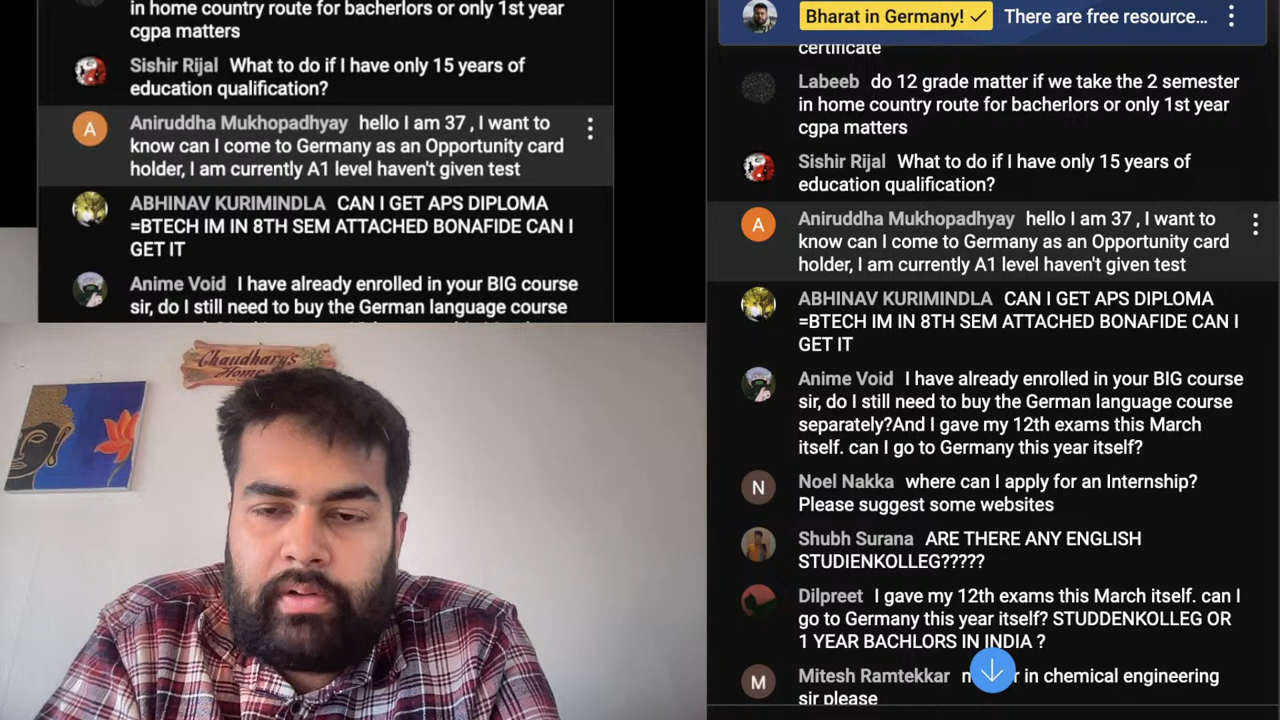 in home country route for bacherlors or only 1st year
cgpa matters
Sishir Rijal What to do if I have only 15 years of
education qualification?
A Aniruddha Mukhopadhyay hello I am 37 , I want to
know can I come to Germany as an Opportunity card
holder, I am currently A1 level haven't given test
ABHINAV KURIMINDLA CAN I GET APS DIPLOMA
=BTECH IM IN 8TH SEM ATTACHED BONAFIDE CAN I
GET IT
Anime Void I have already enrolled in your BIG course
sir, do I still need to buy the German language course
Chaudhary's
Home
Bharat in Germany! ✓ There are free resource...
certificate
Labeeb do 12 grade matter if we take the 2 semester
in home country route for bacherlors or only 1st year
cgpa matters
Sishir Rijal What to do if I have only 15 years of
education qualification?
A Aniruddha Mukhopadhyay hello I am 37 , I want to
know can I come to Germany as an Opportunity card
holder, I am currently A1 level haven't given test
ABHINAV KURIMINDLA CAN I GET APS DIPLOMA
=BTECH IM IN 8TH SEM ATTACHED BONAFIDE CAN I
GET IT
Anime Void I have already enrolled in your BIG course
sir, do I still need to buy the German language course
separately?And I gave my 12th exams this March
itself. can I go to Germany this year itself?
N Noel Nakka where can I apply for an Internship?
Please suggest some websites
Shubh Surana ARE THERE ANY ENGLISH
STUDIENKOLLEG?????
Dilpreet I gave my 12th exams this March itself. can I
go to Germany this year itself? STUDDENKOLLEG OR
1 YEAR BACHLORS IN INDIA ?
M Mitesh Ramtekkar in chemical engineering
sir please